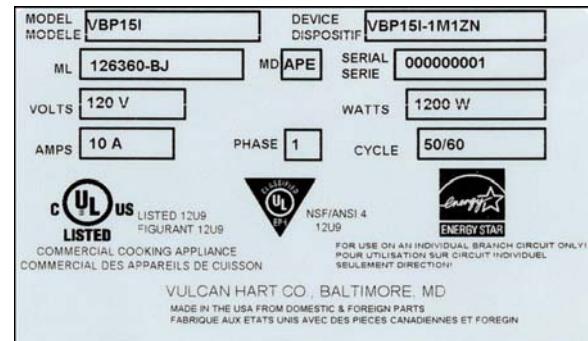 MODEL VBP15I DEVICE VBP15I-1M1ZN
MODELE DISPOSITIF
ML 126360-BJ MD APE SERIAL 000000001
SERIE
VOLTS 120 V WATTS 1200 W
AMPS 10 A PHASE 1 CYCLE 50/60
C UL US LISTED 12U9
FIGURANT 12U9
LISTED
CLASSIFIED
UL
EPH
NSF/ANSI 4
12U9
energy
ENERGY STAR
COMMERCIAL COOKING APPLIANCE
COMMERCIAL DES APPAREILS DE CUISSON
FOR USE ON AN INDIVIDUAL BRANCH CIRCUIT ONLY!
POUR UTILISATION SUR CIRCUIT INDIVIDUEL
SEULEMENT DIRECTION!
VULCAN HART CO., BALTIMORE, MD
MADE IN THE USA FROM DOMESTIC & FOREIGN PARTS
FABRIQUE AUX ETATS UNIS AVEC DES PIECES CANADIENNES ET FOREGIN